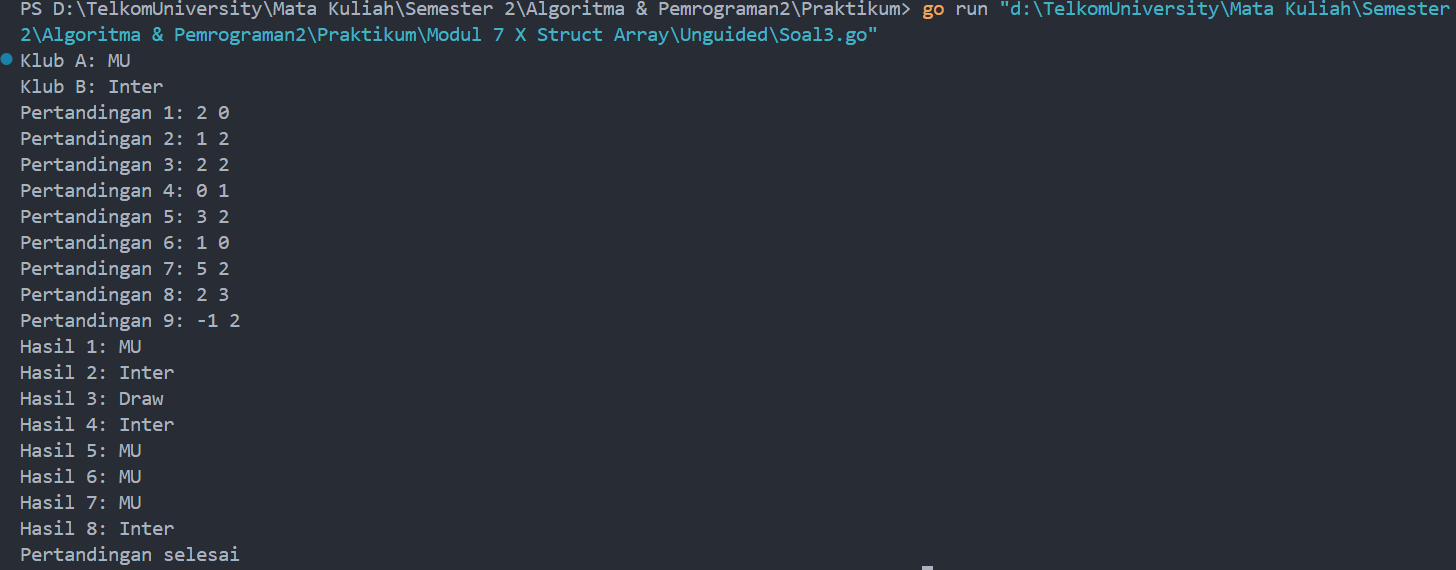 PS D:\TelkomUniversity\Mata Kuliah\Semester 2\Algoritma & Pemrograman2\Praktikum> go run "d:\TelkomUniversity\Mata Kuliah\Semester
2\Algoritma & Pemrograman2\Praktikum\Modul 7 X Struct Array\Unguided\Soal3.go"
Klub A: MU
Klub B: Inter
Pertandingan 1: 2 0
Pertandingan 2: 1 2
Pertandingan 3: 2 2
Pertandingan 4: 0 1
Pertandingan 5: 3 2
Pertandingan 6: 1 0
Pertandingan 7: 5 2
Pertandingan 8: 2 3
Pertandingan 9: -1 2
Hasil 1: MU
Hasil 2: Inter
Hasil 3: Draw
Hasil 4: Inter
Hasil 5: MU
Hasil 6: MU
Hasil 7: MU
Hasil 8: Inter
Pertandingan selesai